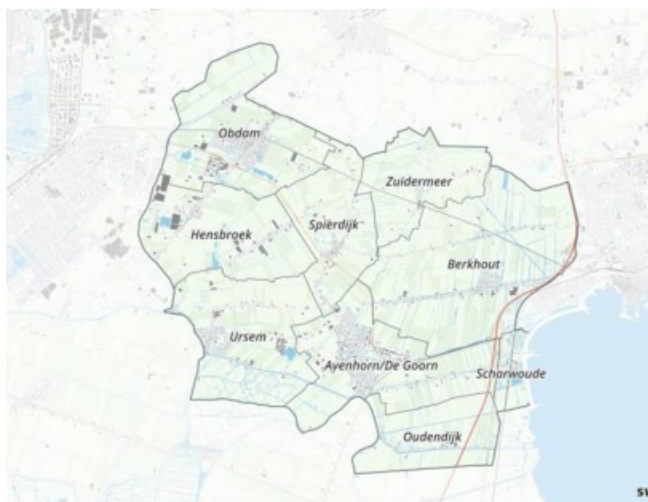 Obdam
Zuidermeer
Hensbroek
Spierdijk
Berkhout
Ursem
Avenhorn/De Goorn
Scharwoude
Oudendijk